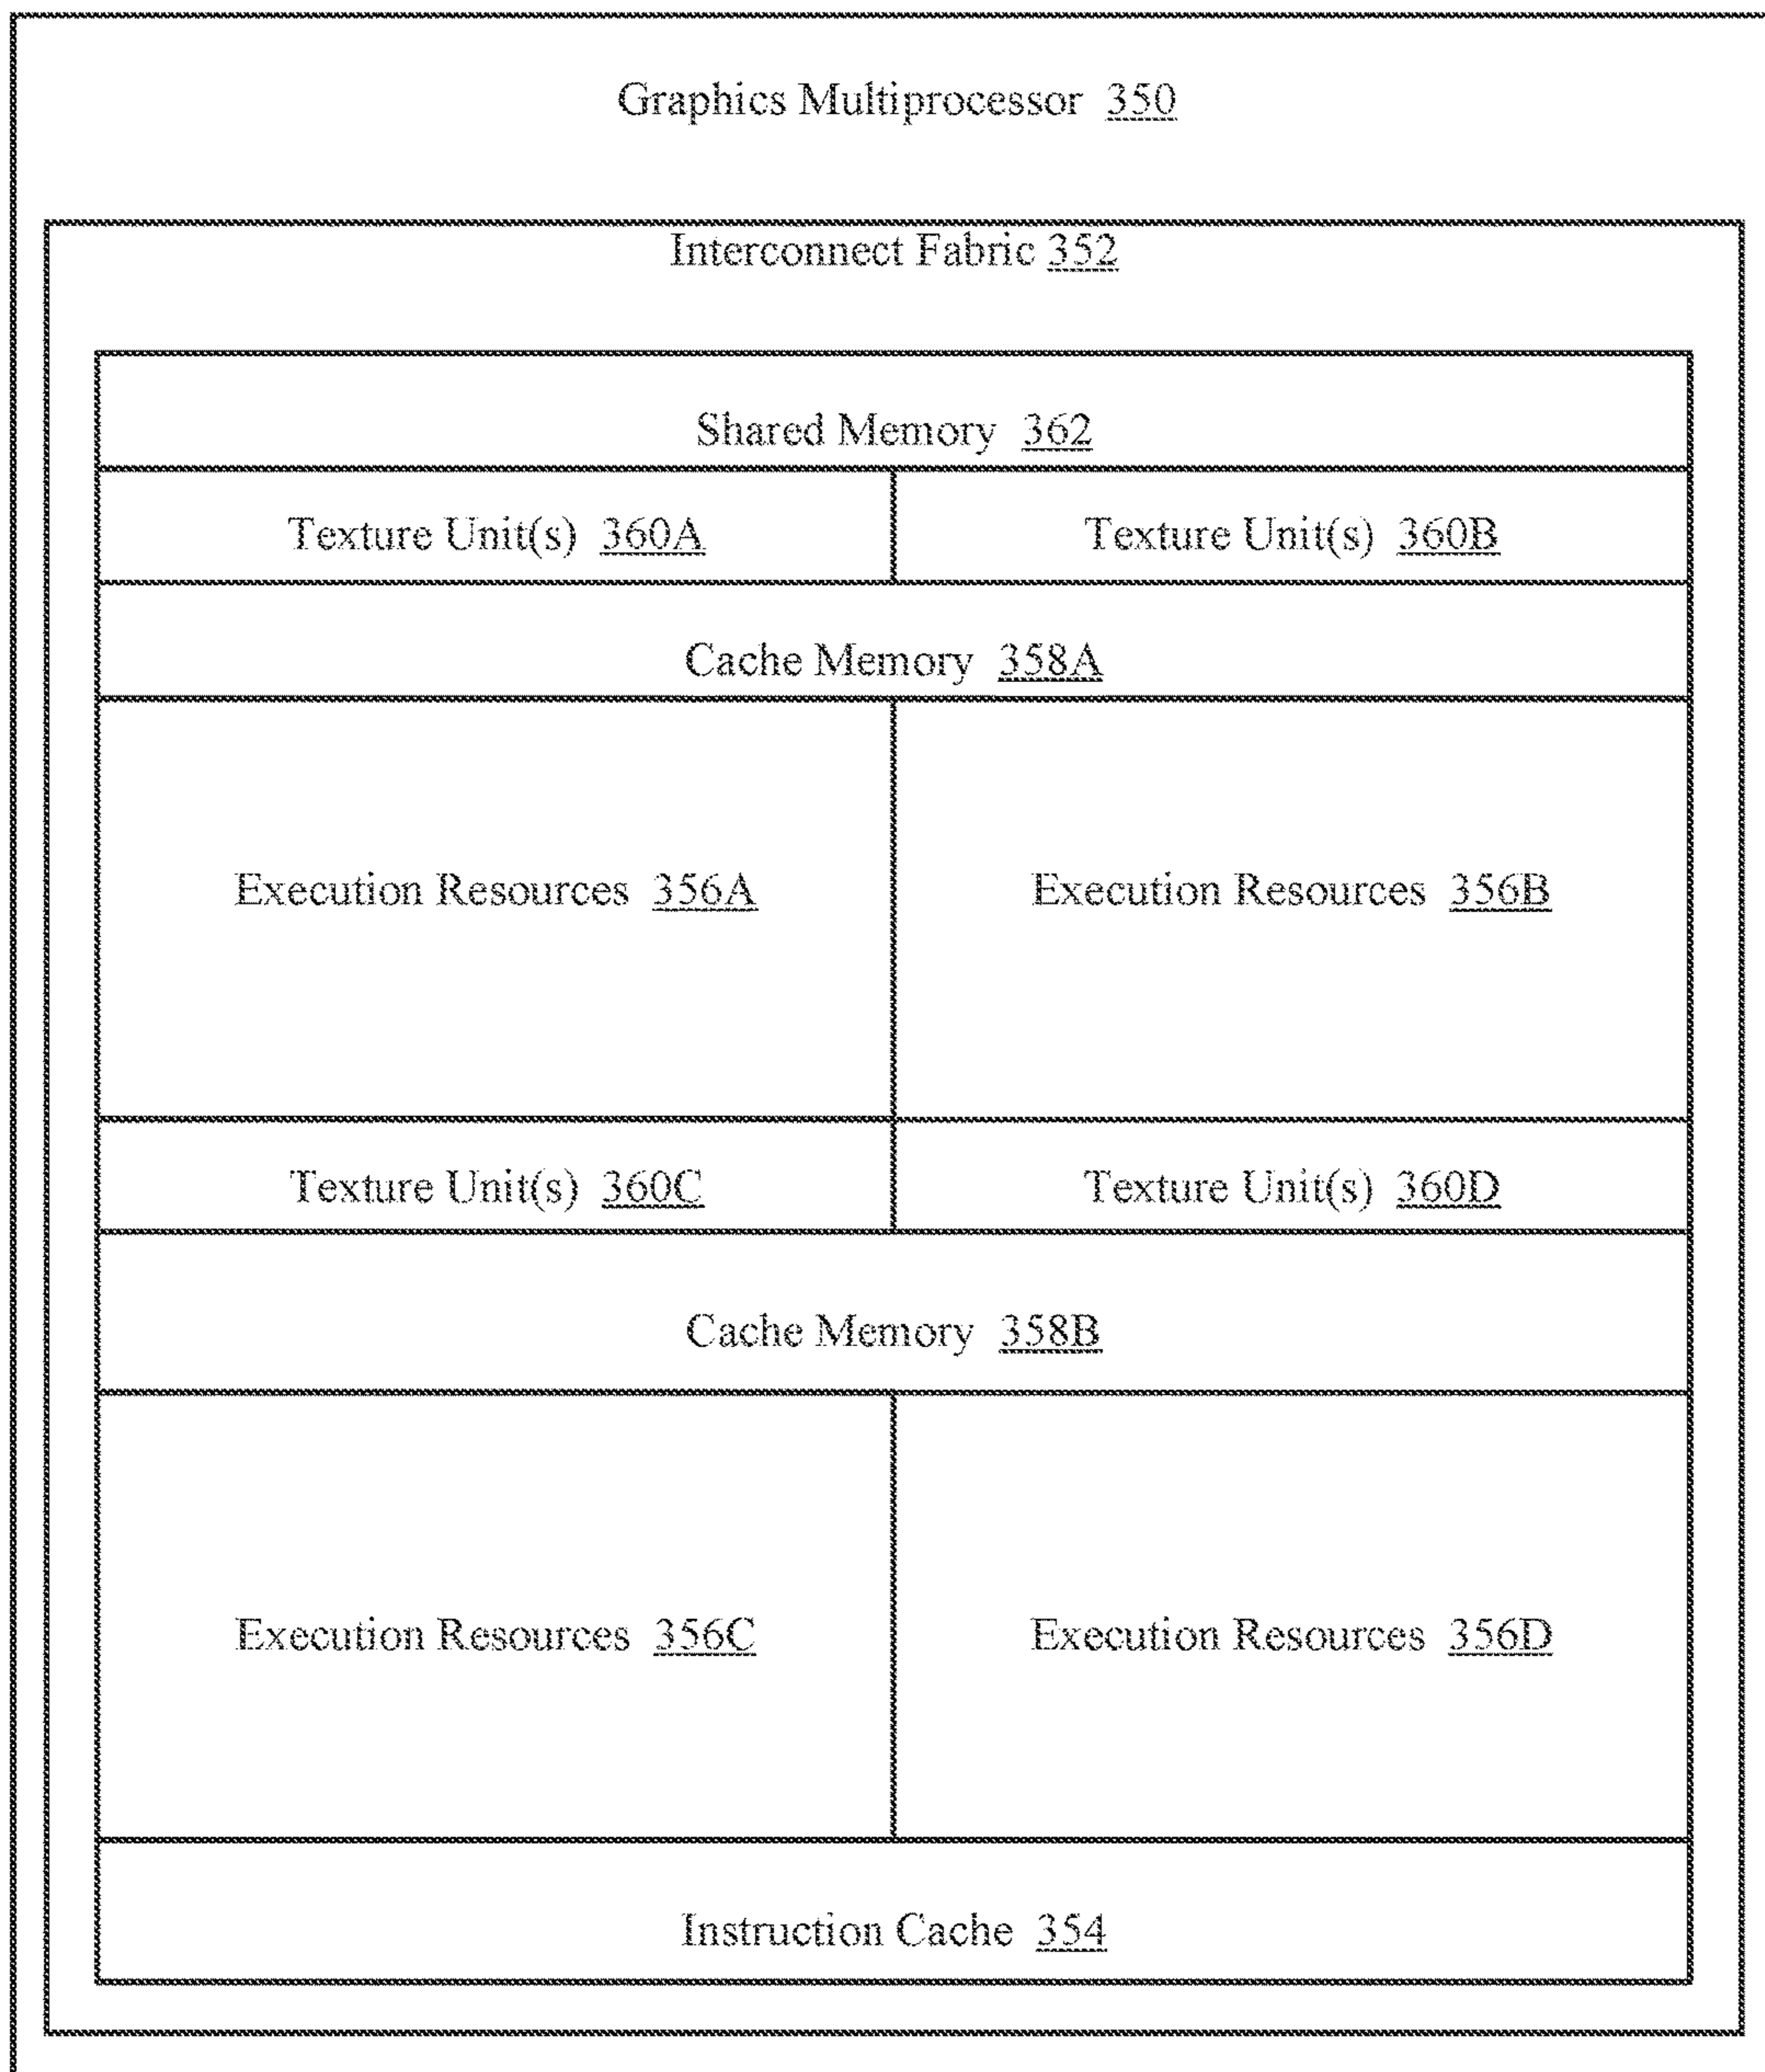 Graphics Multiprocessor 350
Interconnect Fabric 352
Shared Memory 362
Texture Unit(s) 360A
Texture Unit(s) 360B
Cache Memory 358A
Execution Resources 356A
Execution Resources 356B
Texture Unit(s) 360C
Texture Unit(s) 360D
Cache Memory 358B
Execution Resources 356C
Execution Resources 356D
Instruction Cache 354